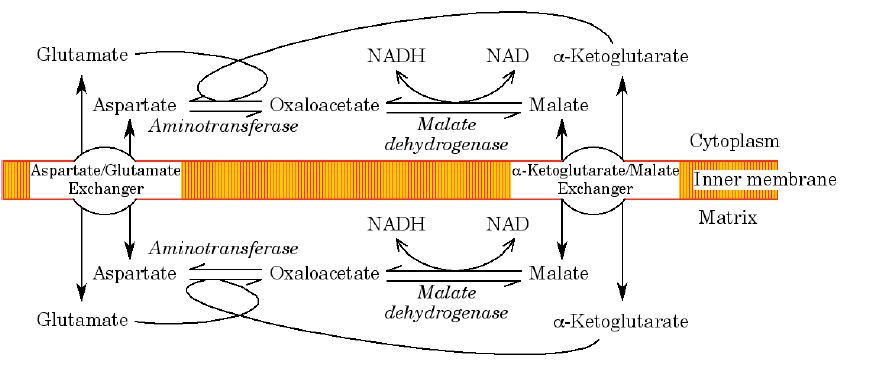 Glutamate
NADH
NAD
α-Ketoglutarate
Aspartate
Oxaloacetate
Malate
Aminotransferase
Malate
dehydrogenase
Cytoplasm
Aspartate/Glutamate
Exchanger
α-Ketoglutarate/Malate
Exchanger
Inner membrane
Matrix
NADH
NAD
Aminotransferase
Aspartate
Oxaloacetate
Malate
Malate
dehydrogenase
Glutamate
α-Ketoglutarate